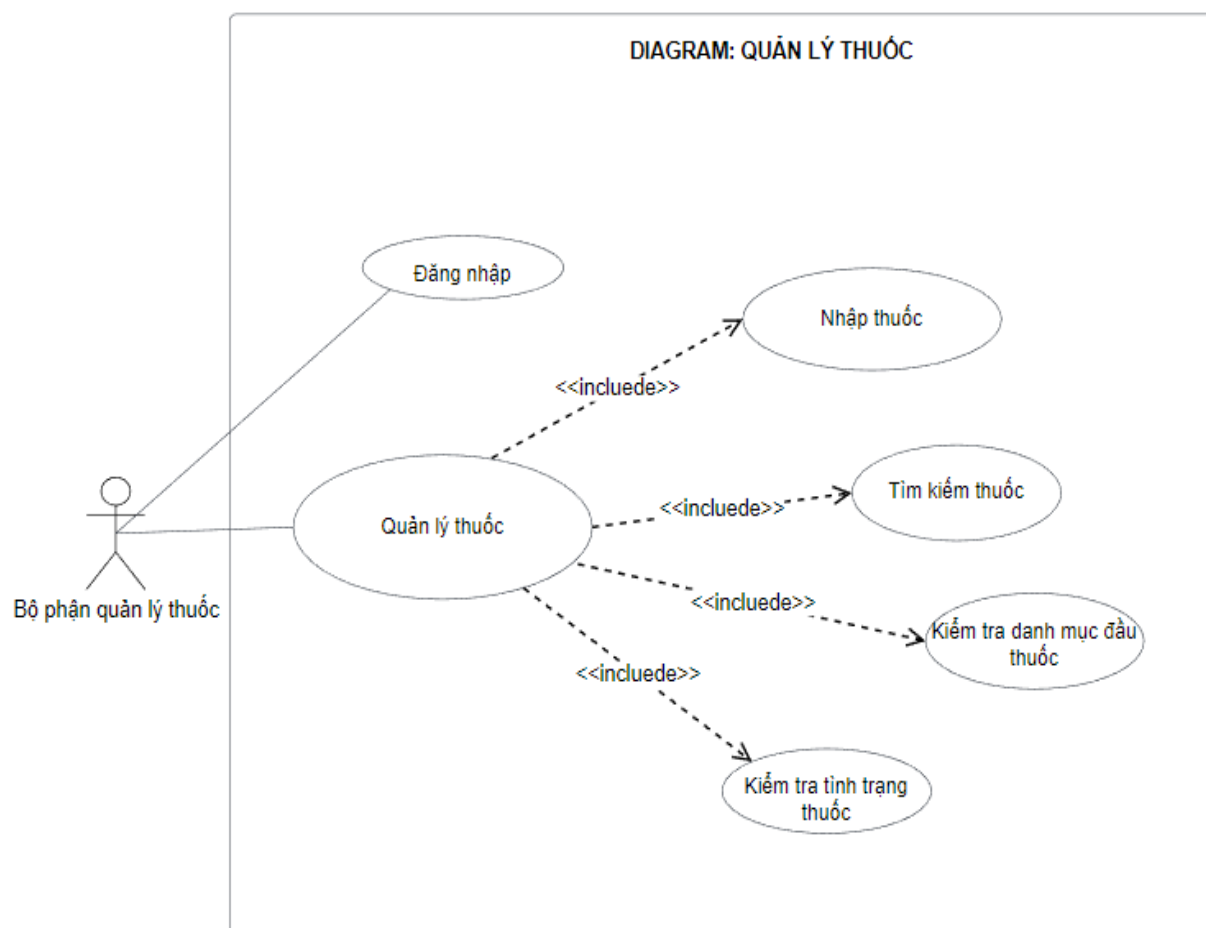 DIAGRAM: QUẢN LÝ THUỐC
Đăng nhập
Nhập thuốc
<<incluede>>
Tìm kiếm thuốc
<<incluede>>
Quản lý thuốc
Bộ phận quản lý thuốc
<<incluede>>
Kiểm tra danh mục đầu
thuốc
<<incluede>>
Kiểm tra tình trạng
thuốc